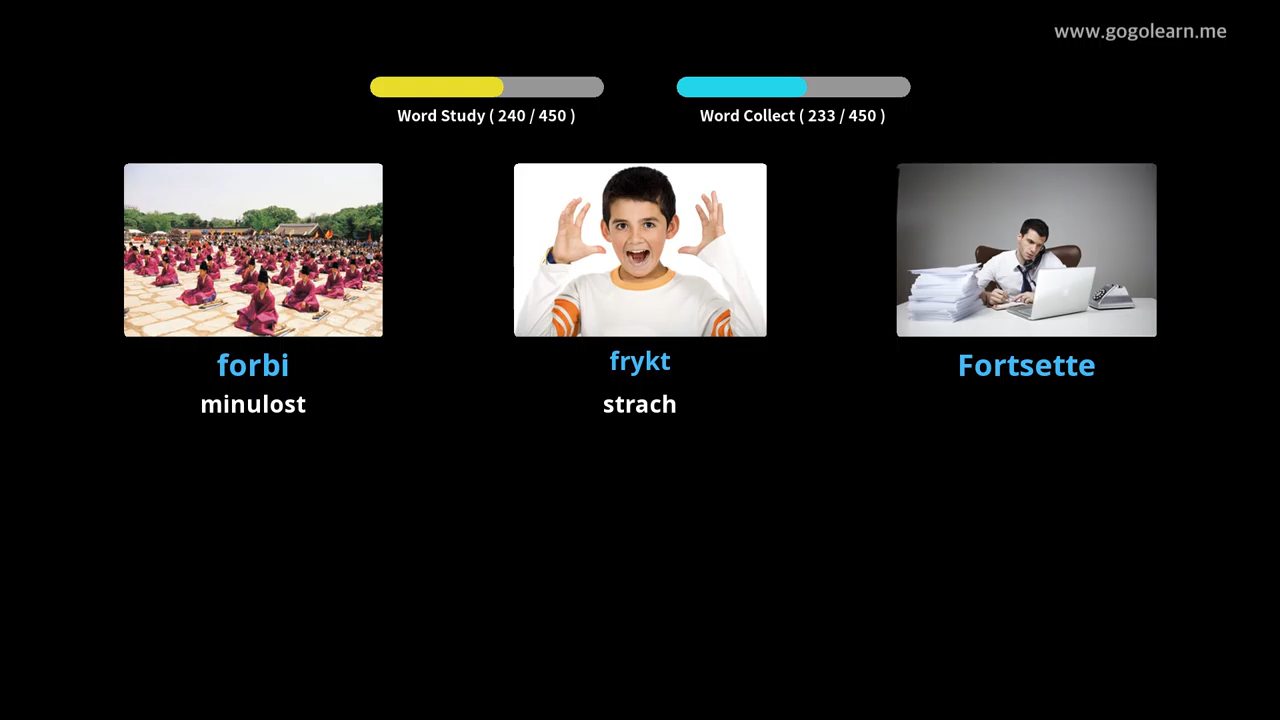 www.gogolearn.me
Word Study ( 240 / 450 )
Word Collect ( 233 / 450 )
forbi
frykt
Fortsette
minulost
strach